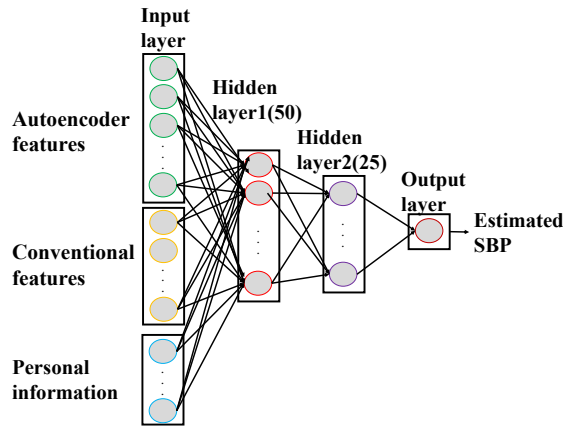 Input
layer
Autoencoder
features
Hidden
layer1(50)
Hidden
layer2(25)
Output
layer
Estimated
SBP
Conventional
features
Personal
information